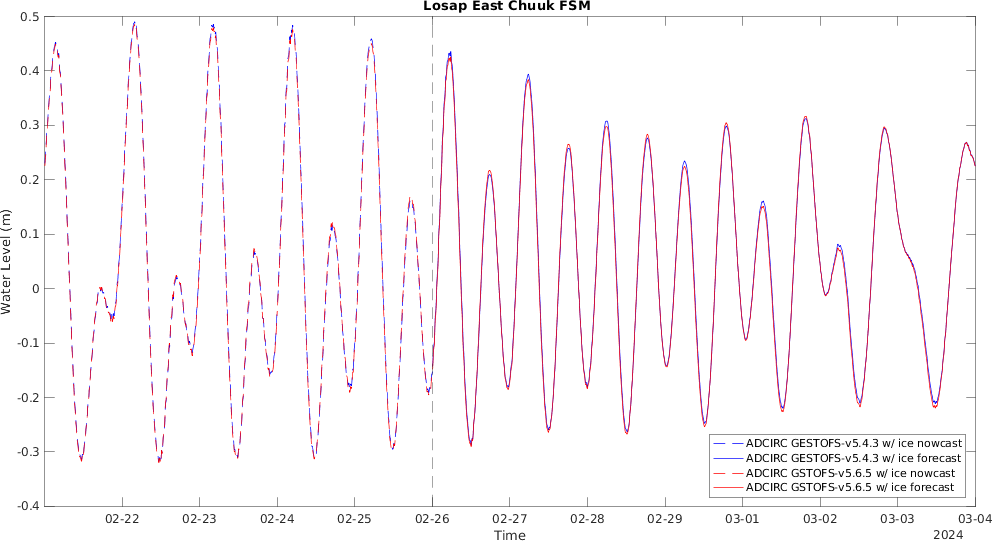 Losap East Chuuk FSM
0.5
0.4
0.3
0.2
0.1
0
-0.1
-0.2
-0.3
-0.4
Water Level (m)
ADCIRC GESTOFS-v5.4.3 w/ ice nowcast
ADCIRC GESTOFS-v5.4.3 w/ ice forecast
ADCIRC GSTOFS-v5.6.5 w/ ice nowcast
ADCIRC GSTOFS-v5.6.5 w/ ice forecast
02-22 02-23 02-24 02-25 02-26 02-27 02-28 02-29 03-01 03-02 03-03 03-04
Time 2024